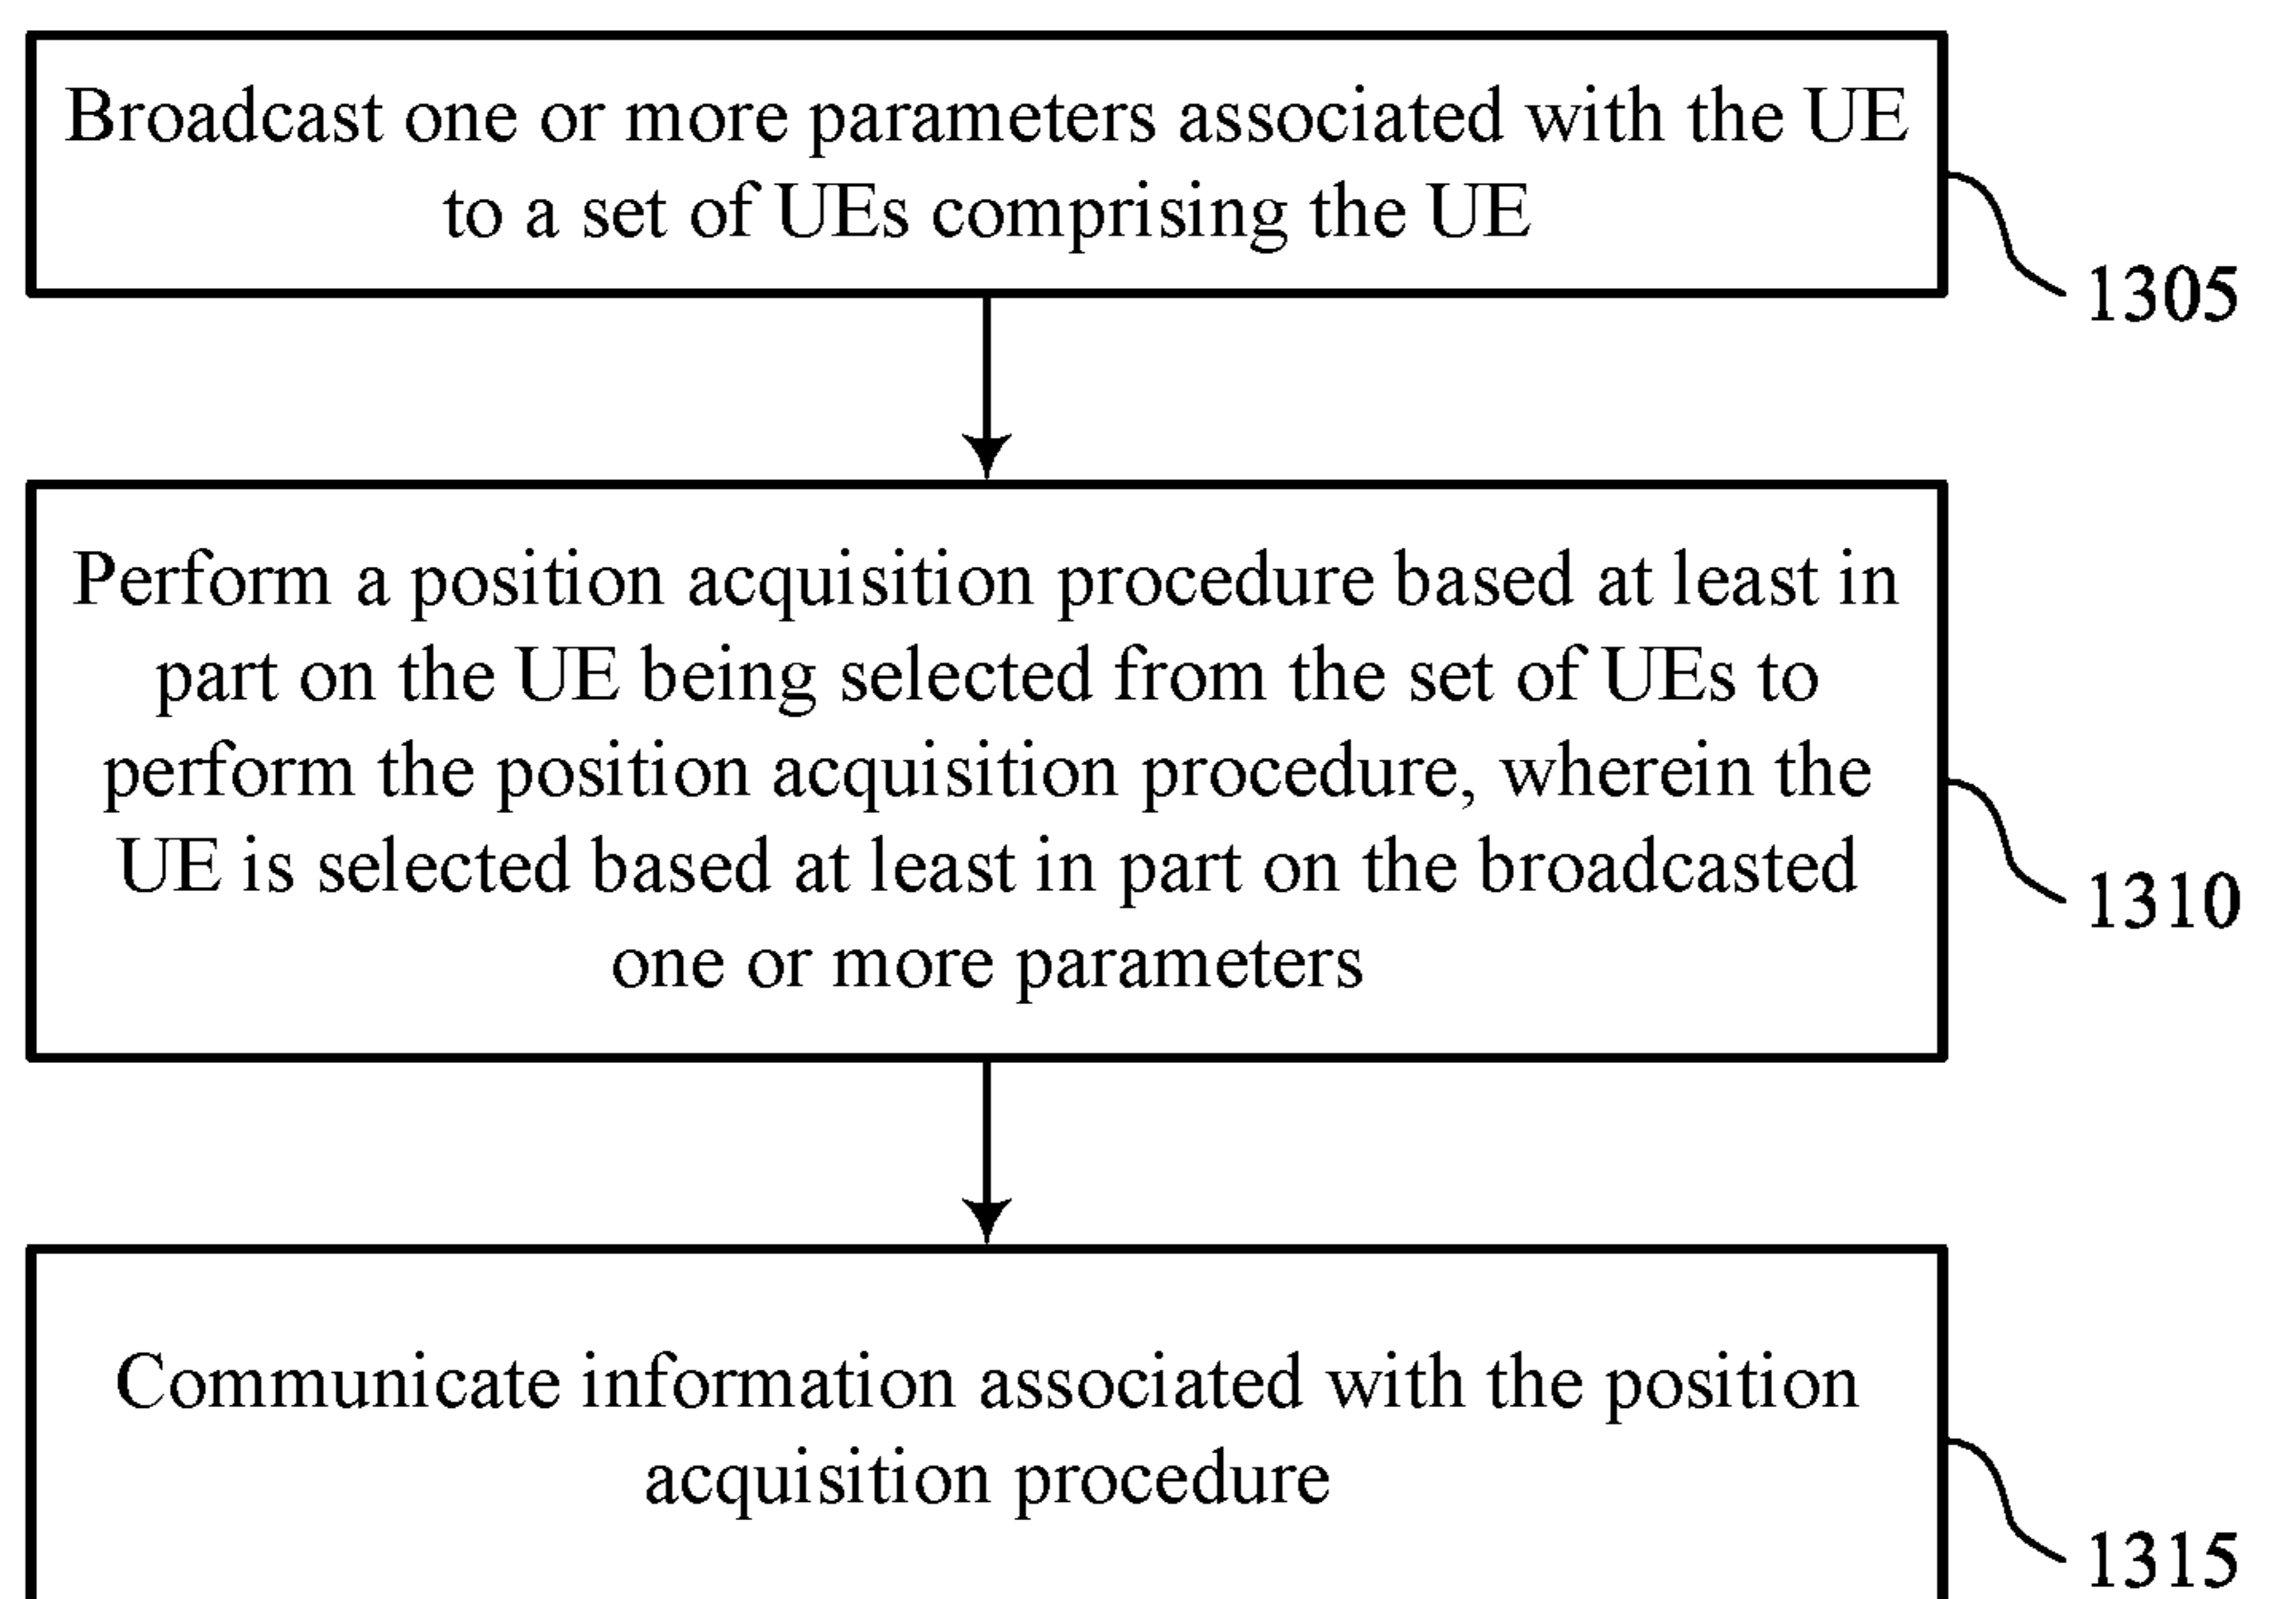 Broadcast one or more parameters associated with the UE
to a set of UEs comprising the UE
1305
Perform a position acquisition procedure based at least in
part on the UE being selected from the set of UEs to
perform the position acquisition procedure, wherein the
UE is selected based at least in part on the broadcasted
one or more parameters
1310
Communicate information associated with the position
acquisition procedure
1315